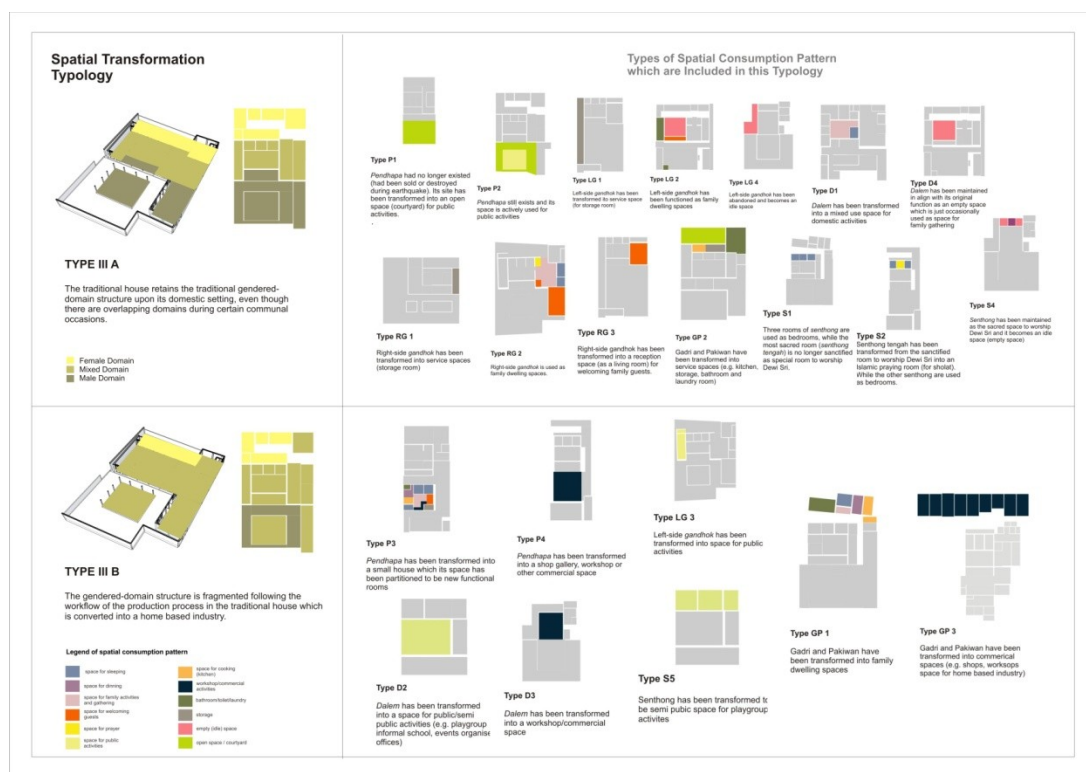 Spatial Transformation
Typology
TYPE III A
The traditional house retains the traditional gendered-
domain structure upon its domestic setting, even though
there are overlapping domains during certain communal
occasions.
Female Domain
Mixed Domain
Male Domain
Types of Spatial Consumption Pattern
which are Included in this Typology
Type P1
Pendhapa had no longer existed
(had been sold or destroyed
during earthquake). Its site has
been transformed into an open
space (courtyard) for public
activities.
.
Type P2
Pendhapa still exists and its
space is actively used for
public activities
Type LG 1
Left-side gandhok has been
transformed its service space
(for storage room)
Type LG 2
Left-side gandhok has
been functioned as family
dwelling spaces
Type LG 4
Left-side gandhok has been
abandoned and becomes an
idle space
Type D1
Dalem has been transformed
into a mixed use space for
domestic activities
Type D4
Dalem has been maintained
in align with its original
function as an empty space
which is just occasionally
used as space for
family gathering
Type RG 1
Right-side gandhok has been
transformed into service spaces
(storage room)
Type RG 2
Right-side gandhok is used as
family dwelling spaces.
Type RG 3
Right-side gandhok has been
transformed into a reception
space (as a living room) for
welcoming family guests.
Type GP 2
Gadri and Pakiwan have
been transformed into
service spaces (e.g. kitchen,
storage, bathroom and
laundry room)
Type S1
Three rooms of senthong are
used as bedrooms, while the
most sacred room (senthong
tengah) is no longer sanctified
as special room to worship
Dewi Sri.
Type S2
Senthong tengah has been
transformed from the sanctified
room to worship Dewi Sri into an
Islamic praying room (for sholat).
While the other senthong are used
as bedrooms.
Type S4
Senthong has been maintained
as the sacred space to worship
Dewi Sri and it becomes an idle
space (empty space)
TYPE III B
The gendered-domain structure is fragmented following the
workflow of the production process in the traditional house which
is converted into a home based industry.
Legend of spatial consumption pattern
space for sleeping
space for dinning
space for family activities
and gathering
space for welcoming
guests
space for prayer
space for public
activities
space for cooking
(kitchen)
workshop/commercial
activities
bathroom/toilet/laundry
storage
empty (idle) space
open space / courtyard
Type P3
Pendhapa has been transformed into
a small house which its space has
been partitioned to be new functional
rooms
Type P4
Pendhapa has been transformed
into a shop gallery, workshop or
other commercial space
Type LG 3
Left-side gandhok has been
transformed into space for public
activities
Type GP 1
Gadri and Pakiwan have
been transformed into family
dwelling spaces
Type GP 3
Gadri and Pakiwan have been
transformed into commerical
spaces (e.g. shops, worksops
space for home based industry)
Type D2
Dalem has been transformed
into a space for public/semi
public activities (e.g. playgroup
informal school, events organise
offices)
Type D3
Dalem has been transformed
into a workshop/commercial
space
Type S5
Senthong has been transformed to
be semi pubic space for playgroup
activites